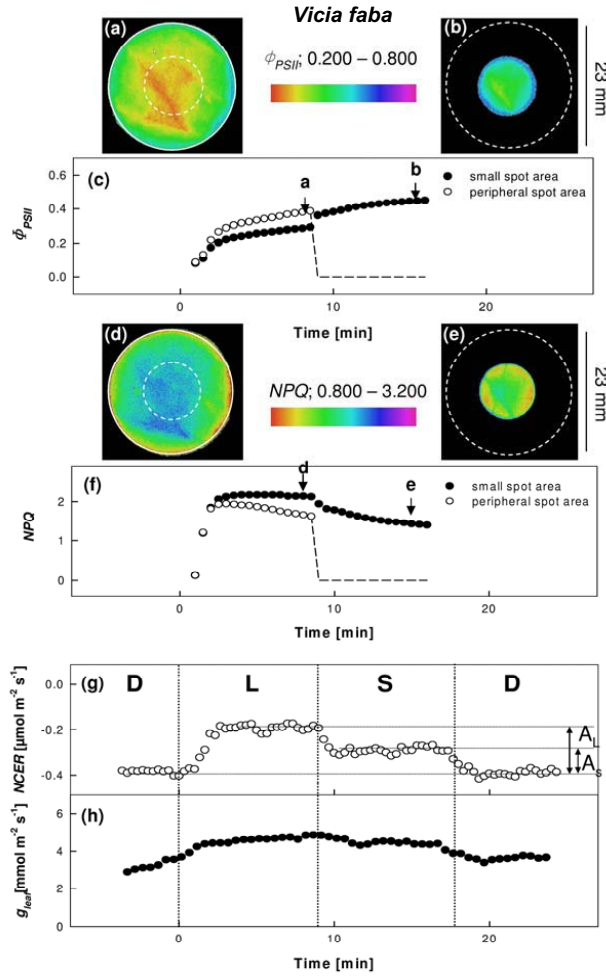 Vicia faba
(a)
ϕPSII; 0.200 – 0.800
(b)
23 mm
(c)
a
b
small spot area
peripheral spot area
ΦPSII
0.6
0.4
0.2
0.0
0
10
20
Time [min]
(d)
NPQ; 0.800 – 3.200
(e)
23 mm
(f)
d
e
small spot area
peripheral spot area
NPQ
2
1
0
0
10
20
Time [min]
(g)
D
L
S
D
NCER [µmol m-2 s-1]
0.0
-0.2
-0.4
AL
As
(h)
gleaf[mmol m-2 s-1]
6
4
2
0
0
10
20
Time [min]